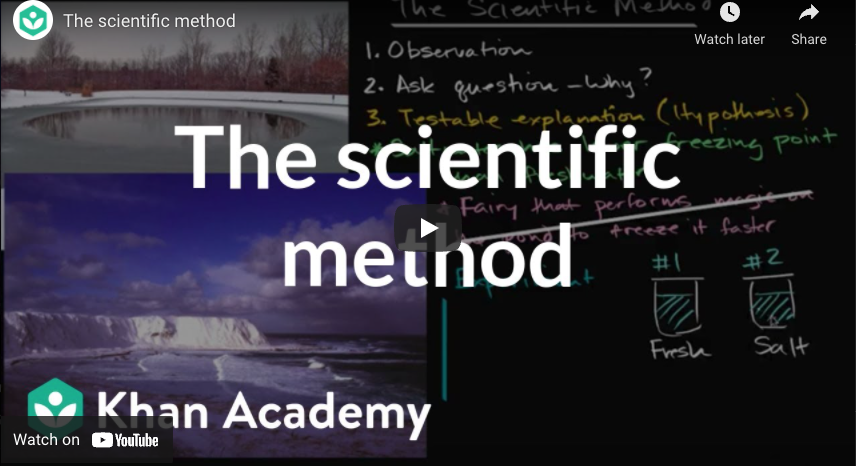 The scientific method
Watch later
Share
The Scientific Method
1. Observation
2. Ask question - Why?
3. Testable explanation (Hypothesis)
freezing point
* Fairy that performs magic on
to freeze it faster
The scientific
method
#1
#2
Fresh
Salt
Khan Academy
Watch on YouTube